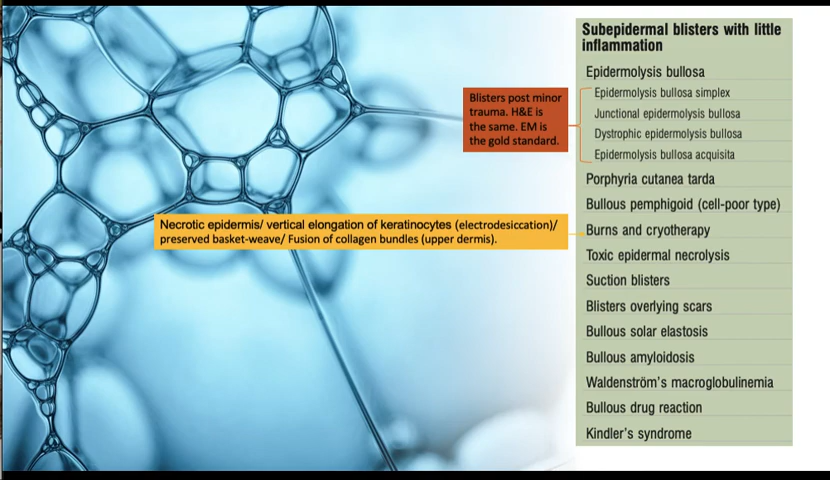 Subepidermal blisters with little
inflammation
Epidermolysis bullosa
Epidermolysis bullosa simplex
Junctional epidermolysis bullosa
Dystrophic epidermolysis bullosa
Epidermolysis bullosa acquisita
Porphyria cutanea tarda
Bullous pemphigoid (cell-poor type)
Burns and cryotherapy
Toxic epidermal necrolysis
Suction blisters
Blisters overlying scars
Bullous solar elastosis
Bullous amyloidosis
Waldenström's macroglobulinemia
Bullous drug reaction
Kindler's syndrome
Blisters post minor
trauma. H&E is
the same. EM is
the gold standard.
Necrotic epidermis/ vertical elongation of keratinocytes (electrodesiccation)/
preserved basket-weave/ Fusion of collagen bundles (upper dermis).